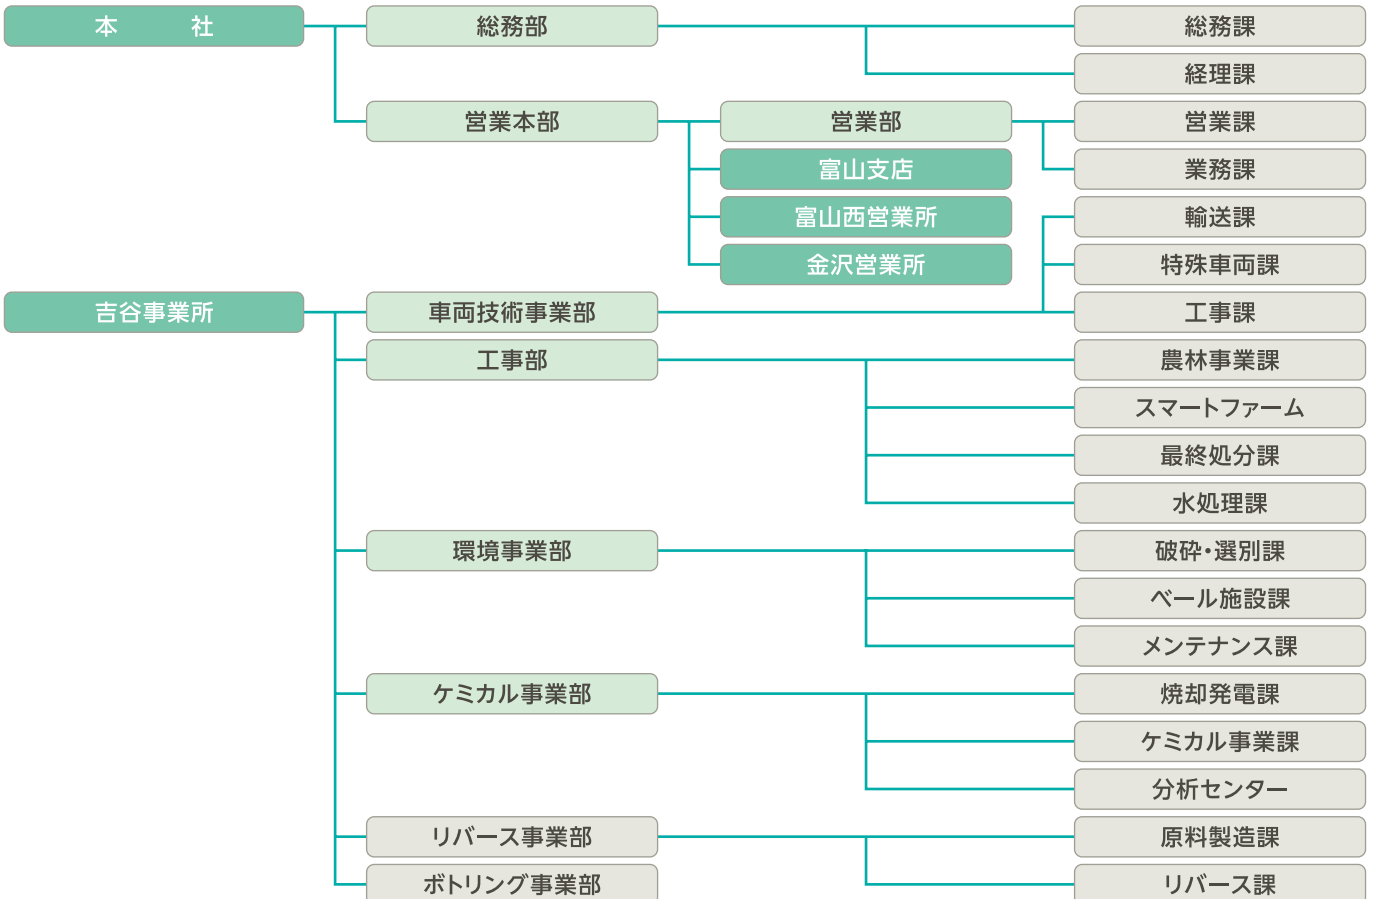 本　社
総務部
総務課
経理課
営業本部
営業部
営業課
富山支店
業務課
富山西営業所
輸送課
金沢営業所
特殊車両課
吉谷事業所
車両技術事業部
工事課
工事部
農林事業課
スマートファーム
最終処分課
水処理課
環境事業部
破砕・選別課
ベール施設課
メンテナンス課
ケミカル事業部
焼却発電課
ケミカル事業課
分析センター
リバース事業部
原料製造課
ボトリング事業部
リバース課